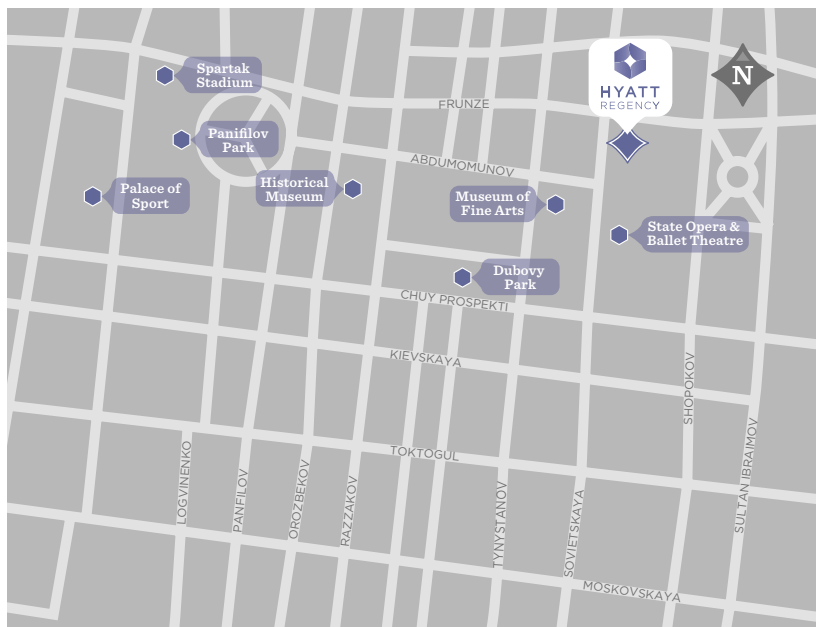 Spartak
Stadium
HYATT
REGENCY
N
FRUNZE
Panifilov
Park
ABDUMOMUNOV
Palace of
Sport
Historical
Museum
Museum of
Fine Arts
State Opera &
Ballet Theatre
Dubovy
Park
CHUY PROSPEKTI
KIEVSKAYA
SHOPOKOV
TOKTOGUL
SULTAN IBRAIMOV
LOGVINENKO
PANFILOV
OROZBEKOV
RAZZAKOV
TYNYSTANOV
SOVIETSKAYA
MOSKOVSKAYA